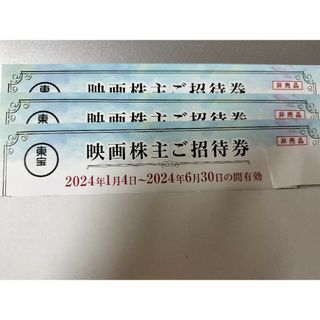 東 映画株主ご招待券 非売品
東 映画株主ご招待券 非売品
東宝 映画株主ご招待券 非売品
2024年1月4日~2024年6月30日の間有効